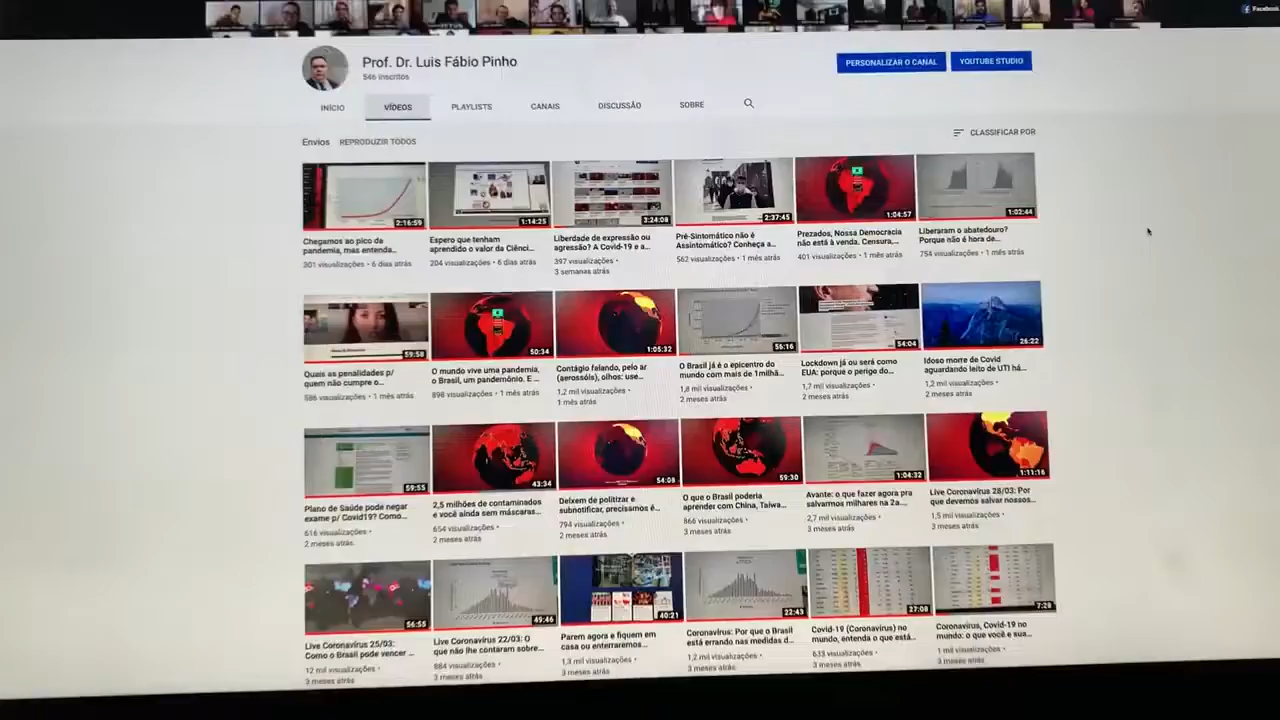 Facebook
Prof. Dr. Luis Fábio Pinho
546 inscritos
PERSONALIZAR O CANAL
YOUTUBE STUDIO
INÍCIO
VÍDEOS
PLAYLISTS
CANAIS
DISCUSSÃO
SOBRE
Envios
REPRODUZIR TODOS
CLASSIFICAR POR
2:16:59
1:14:25
3:24:08
2:37:45
1:04:57
1:02:44
Chegamos ao pico da
pandemia, mas entenda...
301 visualizações • 6 dias atrás
Espero que tenham
aprendido o valor da Ciênci...
204 visualizações • 6 dias atrás
Liberdade de expressão ou
agressão? A Covid-19 e a...
397 visualizações •
3 semanas atrás
Pré-Sintomático não é
Assintomático? Conheça a...
562 visualizações • 1 mês atrás
Prezados, Nossa Democracia
não está à venda. Censura,...
401 visualizações • 1 mês atrás
Liberaram o abatedouro?
Porque não é hora de...
754 visualizações • 1 mês atrás
59:58
50:34
1:05:32
56:16
54:04
26:22
Quais as penalidades p/
quem não cumpre o...
586 visualizações • 1 mês atrás
O mundo vive uma pandemia,
o Brasil, um pandemônio. E ...
898 visualizações • 1 mês atrás
Contágio falando, pelo ar
(aerossóis), olhos: use...
1,2 mil visualizações •
1 mês atrás
O Brasil já é o epicentro do
mundo com mais de 1milhã...
1,8 mil visualizações •
2 meses atrás
Lockdown já ou será como
EUA: porque o perigo do...
1,7 mil visualizações •
2 meses atrás
Idoso morre de Covid
aguardando leito de UTI há...
1,2 mil visualizações •
2 meses atrás
59:55
43:34
54:08
59:30
1:04:32
1:11:16
Plano de Saúde pode negar
exame p/ Covid19? Como...
616 visualizações •
2 meses atrás
2,5 milhões de contaminados
e você ainda sem máscaras...
654 visualizações •
2 meses atrás
Deixem de politizar e
subnotificar, precisamos é...
794 visualizações •
2 meses atrás
O que o Brasil poderia
aprender com China, Taiwa...
866 visualizações •
3 meses atrás
Avante: o que fazer agora pra
salvarmos milhares na 2a....
2,7 mil visualizações •
3 meses atrás
Live Coronavirus 28/03: Por
que devemos salvar nossos...
1,5 mil visualizações •
3 meses atrás
56:55
49:46
40:21
22:43
27:08
7:28
Live Coronavírus 25/03:
Como o Brasil pode vencer ...
12 mil visualizações •
3 meses atrás
Live Coronavírus 22/03: O
que não lhe contaram sobre...
884 visualizações •
3 meses atrás
Parem agora e fiquem em
casa ou enterraremos...
1,3 mil visualizações •
3 meses atrás
Coronavírus: Por que o Brasil
está errando nas medidas d...
1,2 mil visualizações •
3 meses atrás
Covid-19 (Coronavírus) no
mundo, entenda o que está...
633 visualizações •
3 meses atrás
Coronavirus, Covid-19 no
mundo: o que você e sua...
1 mil visualizações •
3 meses atrás